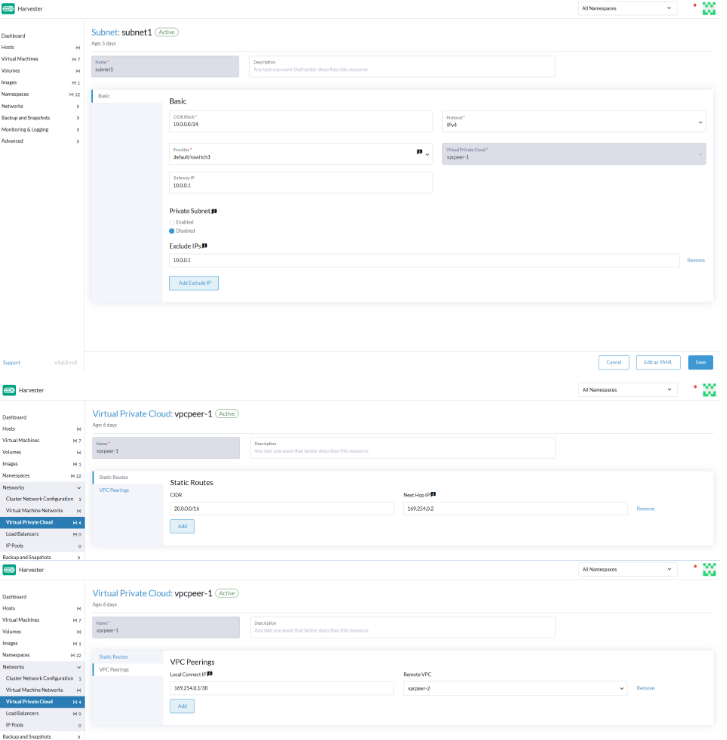 Harvester
All Namespaces
Dashboard
Hosts
Virtual Machines 7
Volumes
Images 1
Namespaces 22
Networks
Backup and Snapshots
Monitoring & Logging
Advanced
Subnet: subnet1 Active
Age: 5 days
Name *
subnet1
Description
Any text you want that better describes this resource
Basic
Basic
CIDR Block *
10.0.0.0/24
Protocol *
IPv4
Provider *
default/vswitch1
Virtual Private Cloud *
vpcpeer-1
Gateway IP
10.0.0.1
Private Subnet
Enabled
Disabled
Exclude IPs
10.0.0.1
Remove
Add Exclude IP
Support
Cancel
Edit as YAML
Save
Harvester
All Namespaces
Dashboard
Hosts
Virtual Machines 7
Volumes
Images 1
Namespaces 22
Networks
Cluster Network Configuration 1
Virtual Machine Networks
Virtual Private Cloud 4
Load Balancers 0
IP Pools 0
Backup and Snapshots
Virtual Private Cloud: vpcpeer-1 Active
Age: 6 days
Name *
vpcpeer-1
Description
Any text you want that better describes this resource
Static Routes
VPC Peerings
Static Routes
CIDR
Next Hop IP
20.0.0.0/16
169.254.0.2
Remove
Add
Harvester
All Namespaces
Dashboard
Hosts
Virtual Machines 7
Volumes
Images 1
Namespaces 22
Networks
Cluster Network Configuration 1
Virtual Machine Networks
Virtual Private Cloud 4
Load Balancers 0
IP Pools 0
Backup and Snapshots
Virtual Private Cloud: vpcpeer-1 Active
Age: 6 days
Name *
vpcpeer-1
Description
Any text you want that better describes this resource
Static Routes
VPC Peerings
VPC Peerings
Local Connect IP
Remote VPC
169.254.0.1/30
vpcpeer-2
Remove
Add